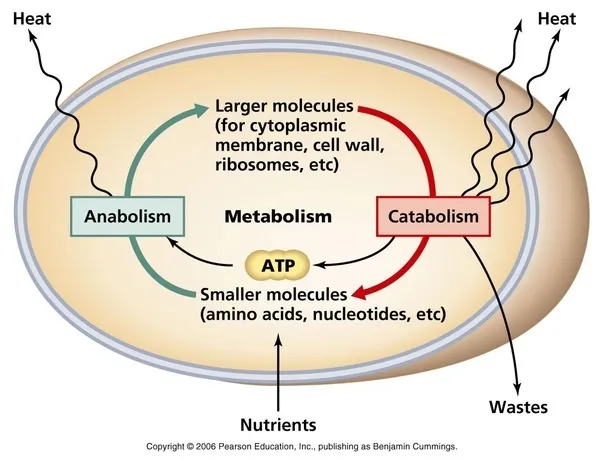 Heat
Heat
Larger molecules
(for cytoplasmic
membrane, cell wall,
ribosomes, etc)
Anabolism
Metabolism
Catabolism
ATP
Smaller molecules
(amino acids, nucleotides, etc)
Nutrients
Wastes
Copyright © 2006 Pearson Education, Inc., publishing as Benjamin Cummings.